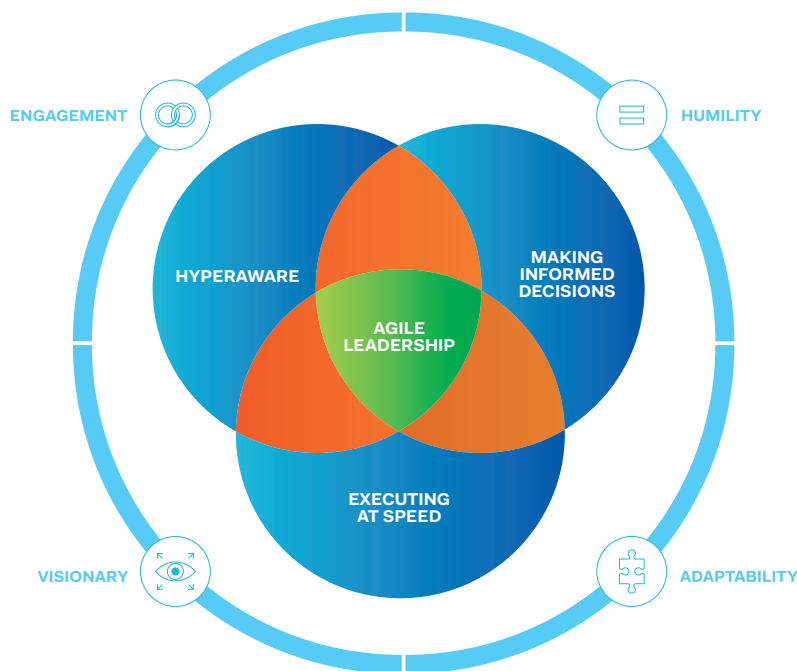 ENGAGEMENT
HUMILITY
HYPERAWARE
MAKING
INFORMED
DECISIONS
AGILE
LEADERSHIP
EXECUTING
AT SPEED
VISIONARY
ADAPTABILITY